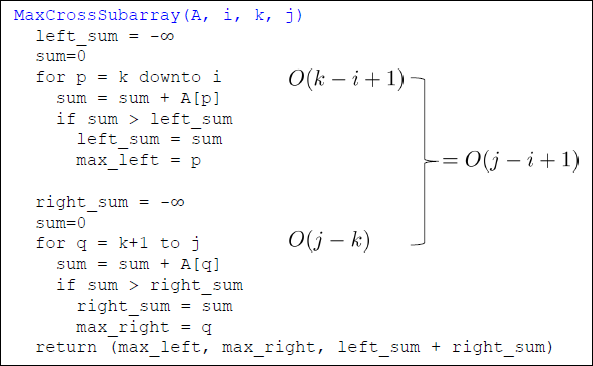 MaxCrossSubarray(A, i, k, j)
left_sum = -∞
sum=0
for p = k downto i O(k − i + 1)
sum = sum + A[p]
if sum > left_sum
left_sum = sum
max_left = p
= O(j − i + 1)
right_sum = -∞
sum=0
for q = k+1 to j O(j − k)
sum = sum + A[q]
if sum > right_sum
right_sum = sum
max_right = q
return (max_left, max_right, left_sum + right_sum)